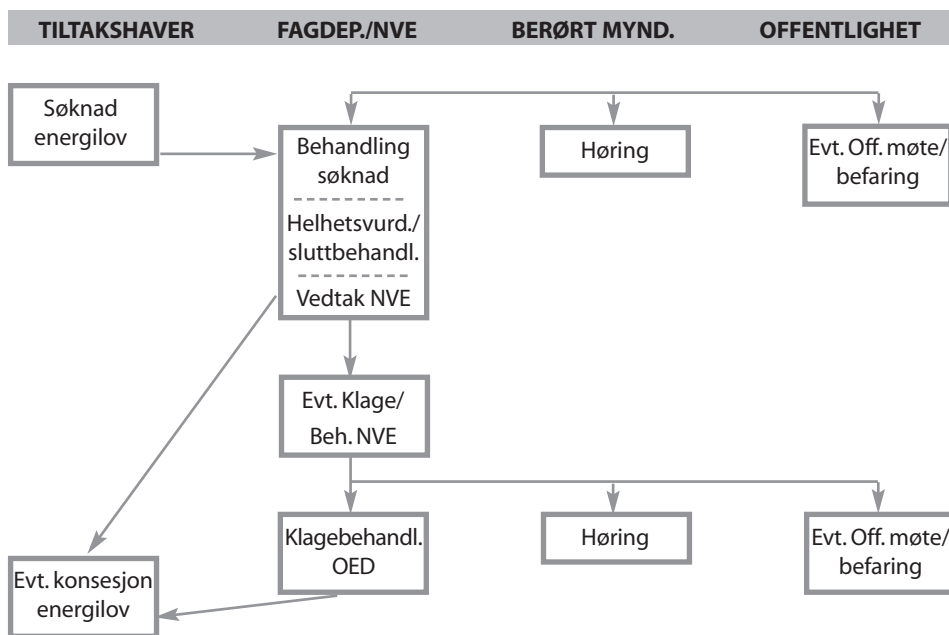 TILTAKSHAVER FAGDEP./NVE BERØRT MYND. OFFENTLIGHET
Søknad
energilov
Behandling
søknad
Helhetsvurd./
sluttbehandl.
Vedtak NVE
Høring
Evt. Off. møte/
befaring
Evt. Klage/
Beh. NVE
Klagebehandl.
OED
Høring
Evt. Off. møte/
befaring
Evt. konsesjon
energilov